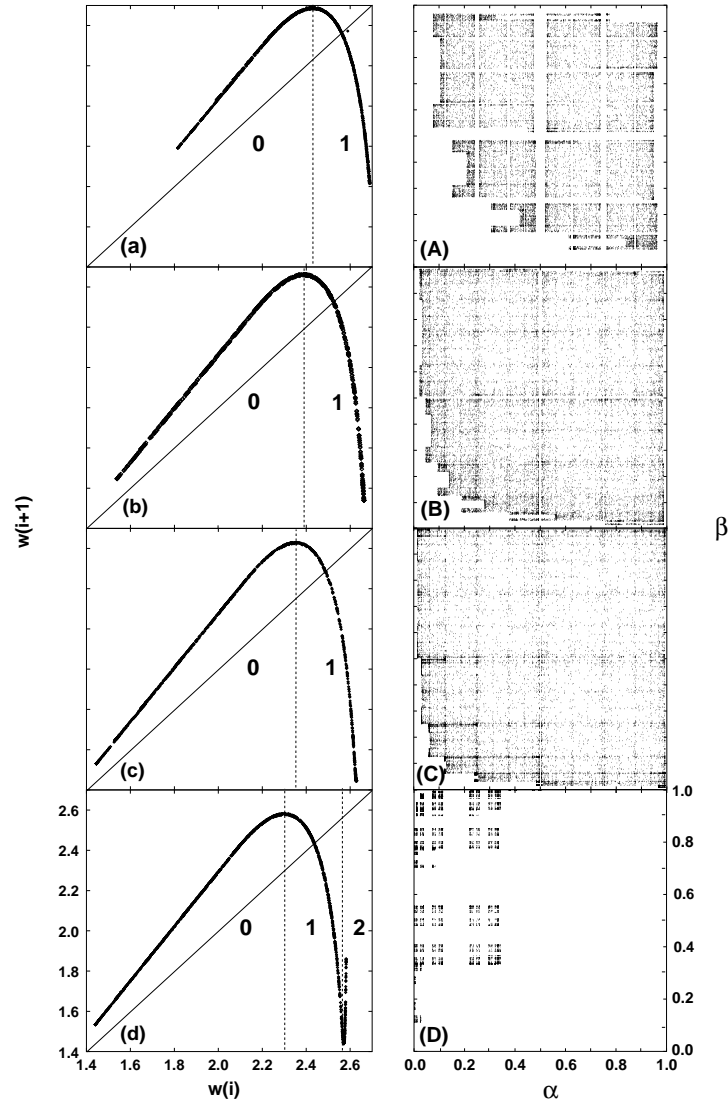 0 1
(a)
(A)
0 1
(b)
(B)
w(i+1)
β
0 1
(c)
(C)
2.6
2.4
2.2
2.0
1.8
1.6
1.4
0 1 2
(d)
(D)
1.0
0.8
0.6
0.4
0.2
0.0
1.4 1.6 1.8 2.0 2.2 2.4 2.6
0.0 0.2 0.4 0.6 0.8 1.0
w(i)
α